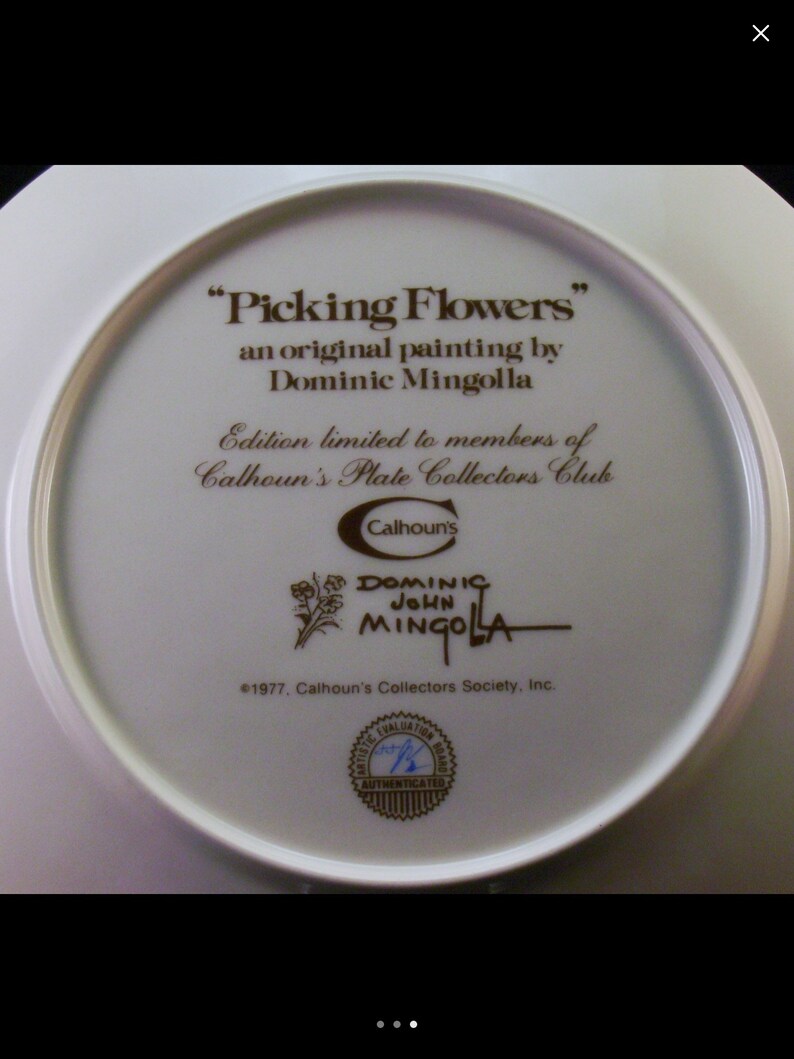 “Picking Flowers”
an original painting by
Dominic Mingolla
Edition limited to members of
Calhoun's Plate Collectors Club
Calhoun's
DOMINIC
JOHN
MINGOLLA
©1977, Calhoun's Collectors Society, Inc.
ARTISTIC EVALUATION BOARD
AUTHENTICATED